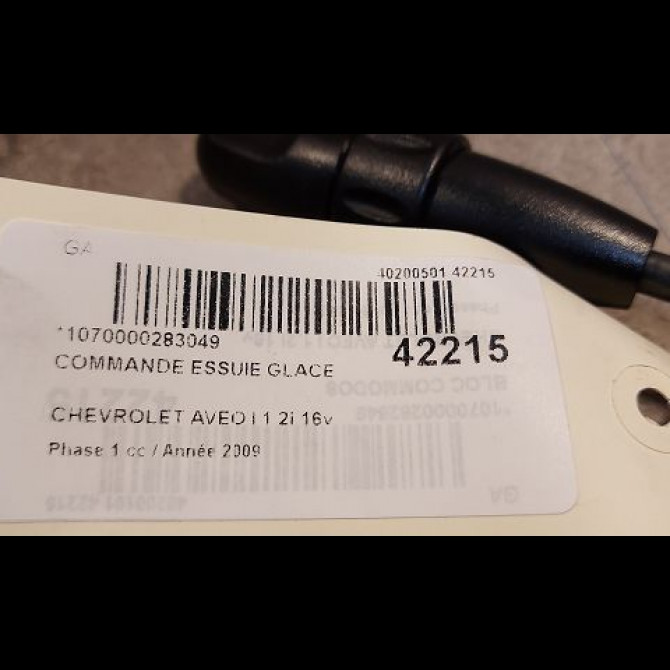 GA
40200501 42215
*1070000283049
42215
COMMANDE ESSUIE GLACE
CHEVROLET AVEO I 1 2i 16v
Phase 1 cc / Année 2009